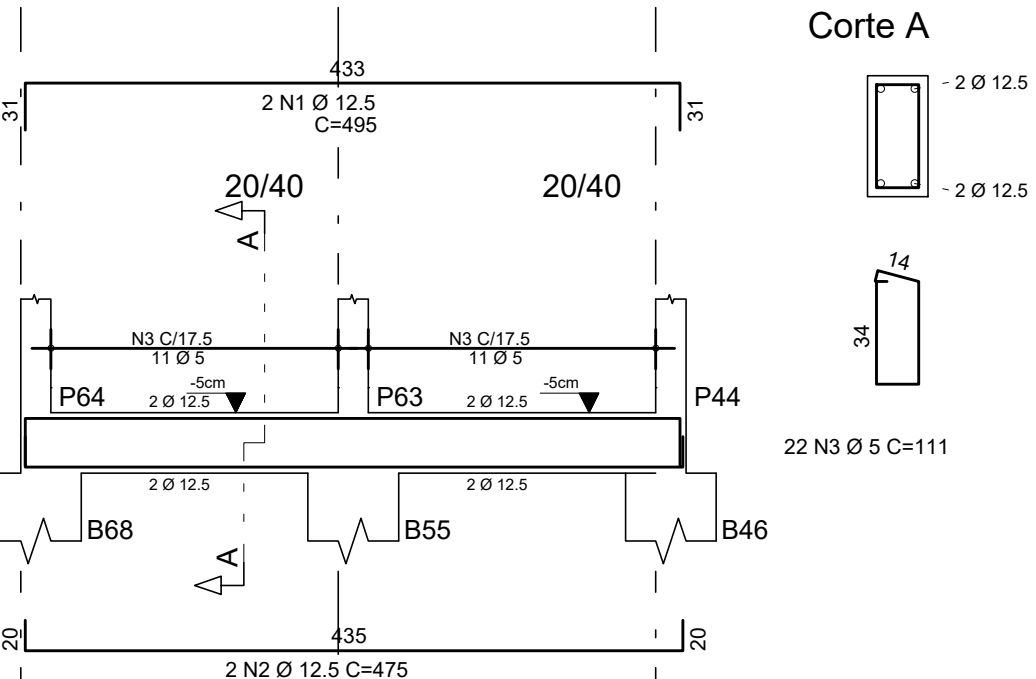 Corte A
433
31
2 N1 Ø 12.5
C=495
31
2 Ø 12.5
2 Ø 12.5
20/40
20/40
A
14
34
N3 C/17.5
11 Ø 5
N3 C/17.5
11 Ø 5
P64
-5cm
2 Ø 12.5
P63
2 Ø 12.5
-5cm
P44
22 N3 Ø 5 C=111
2 Ø 12.5
2 Ø 12.5
B68
B55
B46
A
20
435
20
2 N2 Ø 12.5 C=475